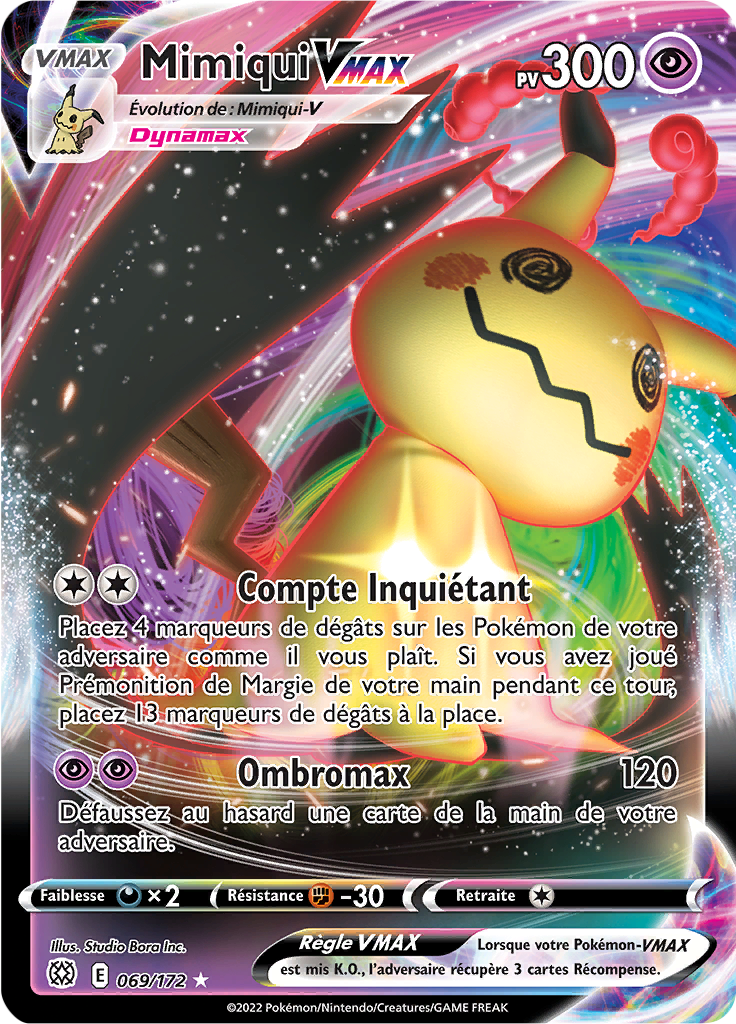 VMAX
Mimiqui VMAX
PV 300
Évolution de : Mimiqui-V
Dynamax
Compte Inquiétant
Placez 4 marqueurs de dégâts sur les Pokémon de votre
adversaire comme il vous plaît. Si vous avez joué
Prémonition de Margie de votre main pendant ce tour,
placez 13 marqueurs de dégâts à la place.
Ombromax 120
Défaussez au hasard une carte de la main de votre
adversaire.
Faiblesse ×2 Résistance -30 Retraite
Illus. Studio Bora Inc.
Règle VMAX Lorsque votre Pokémon-VMAX
est mis K.O., l'adversaire récupère 3 cartes Récompense.
E 069/172 ★
©2022 Pokémon/Nintendo/Creatures/GAME FREAK